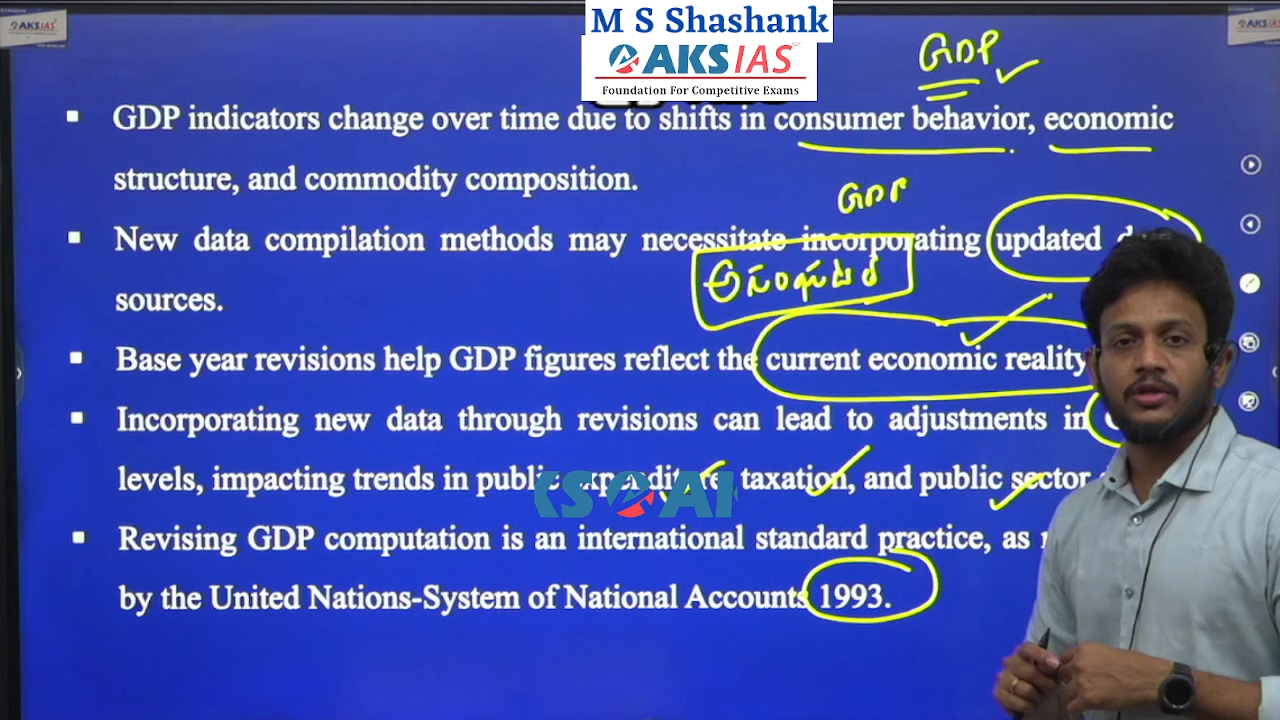 M S Shashank
AKS IAS
Foundation For Competitive Exams
GDP
GDP indicators change over time due to shifts in consumer behavior, economic
structure, and commodity composition.
GDP
New data compilation methods may necessitate incorporating updated
sources.
Base year revisions help GDP figures reflect the current economic reality
Incorporating new data through revisions can lead to adjustments in
levels, impacting trends in public expenditure, taxation, and public sector
Revising GDP computation is an international standard practice, as
by the United Nations-System of National Accounts 1993.